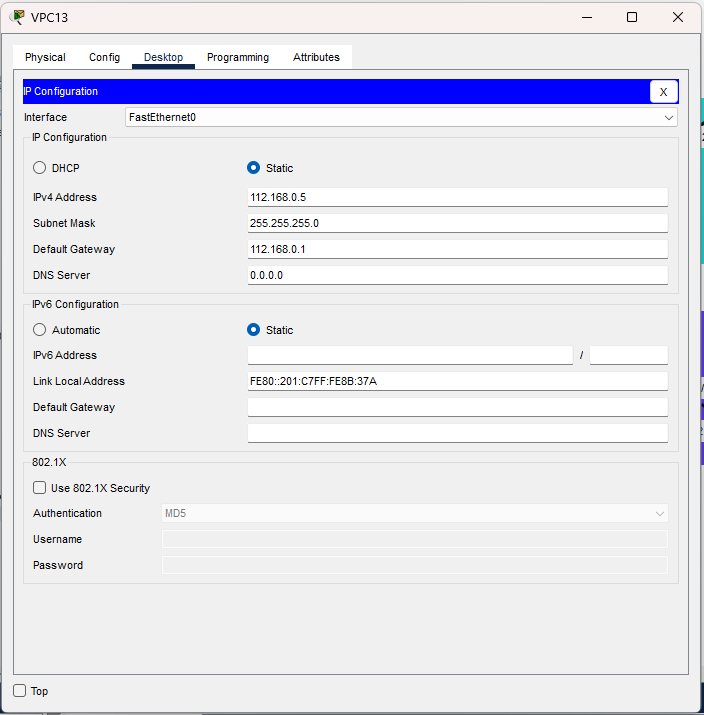 VPC13
Physical Config Desktop Programming Attributes
IP Configuration X
Interface FastEthernet0
IP Configuration
DHCP Static
IPv4 Address 112.168.0.5
Subnet Mask 255.255.255.0
Default Gateway 112.168.0.1
DNS Server 0.0.0.0
IPv6 Configuration
Automatic Static
IPv6 Address /
Link Local Address FE80::201:C7FF:FE8B:37A
Default Gateway
DNS Server
802.1X
Use 802.1X Security
Authentication MD5
Username
Password
Top